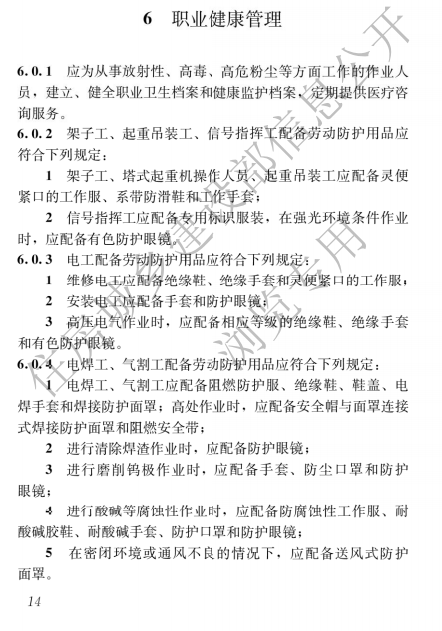 6 职业健康管理
6.0.1 应为从事放射性、高毒、高危粉尘等方面工作的作业人
员，建立、健全职业卫生档案和健康监护档案，定期提供医疗咨
询服务。
6.0.2 架子工、起重吊装工、信号指挥工配备劳动防护用品应
符合下列规定：
1 架子工、塔式起重机操作人员、起重吊装工应配备灵便
紧口的工作服、系带防滑鞋和工作手套；
2 信号指挥工应配备专用标识服装，在强光环境条件作业
时，应配备有色防护眼镜。
6.0.3 电工配备劳动防护用品应符合下列规定：
1 维修电工应配备绝缘鞋、绝缘手套和灵便紧口的工作服；
2 安装电工应配备手套和防护眼镜；
3 高压电气作业时，应配备相应等级的绝缘鞋、绝缘手套
和有色防护眼镜。
6.0.4 电焊工、气割工配备劳动防护用品应符合下列规定：
1 电焊工、气割工应配备阻燃防护服、绝缘鞋、鞋盖、电
焊手套和焊接防护面罩；高处作业时，应配备安全帽与面罩连接
式焊接防护面罩和阻燃安全带；
2 进行清除焊渣作业时，应配备防护眼镜；
3 进行磨削钨极作业时，应配备手套、防尘口罩和防护
眼镜；
4 进行酸碱等腐蚀性作业时，应配备防腐蚀性工作服、耐
酸碱胶鞋、耐酸碱手套、防护口罩和防护眼镜；
5 在密闭环境或通风不良的情况下，应配备送风式防护
面罩。
14
住房城乡建设部信息公开
浏览专用